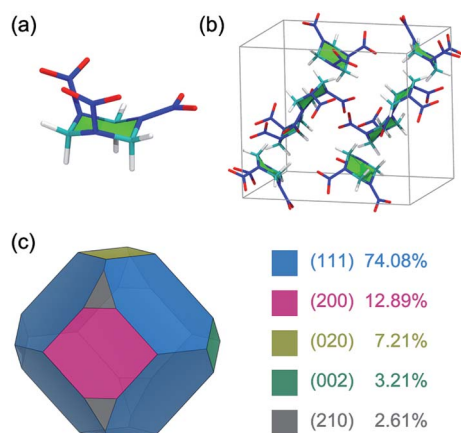 (a)
(b)
(c)
(111) 74.08%
(200) 12.89%
(020) 7.21%
(002) 3.21%
(210) 2.61%